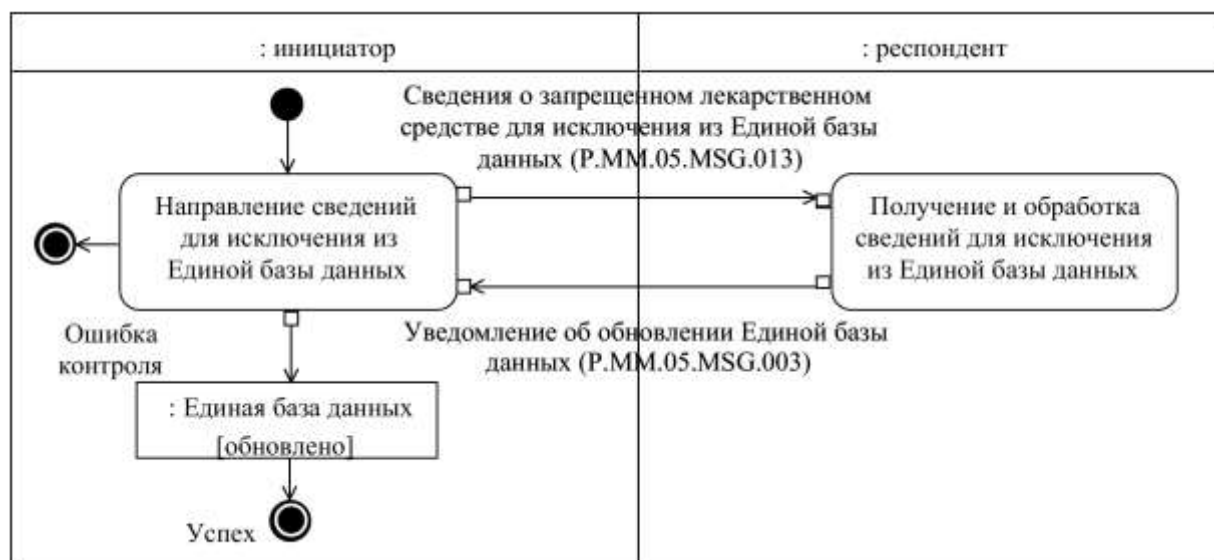 : инициатор
: респондент
Сведения о запрещенном лекарственном
средстве для исключения из Единой базы
данных (P.MM.05.MSG.013)
Направление сведений
для исключения из
Единой базы данных
Получение и обработка
сведений для исключения
из Единой базы данных
Уведомление об обновлении Единой базы
данных (P.MM.05.MSG.003)
Ошибка
контроля
: Единая база данных
[обновлено]
Успех